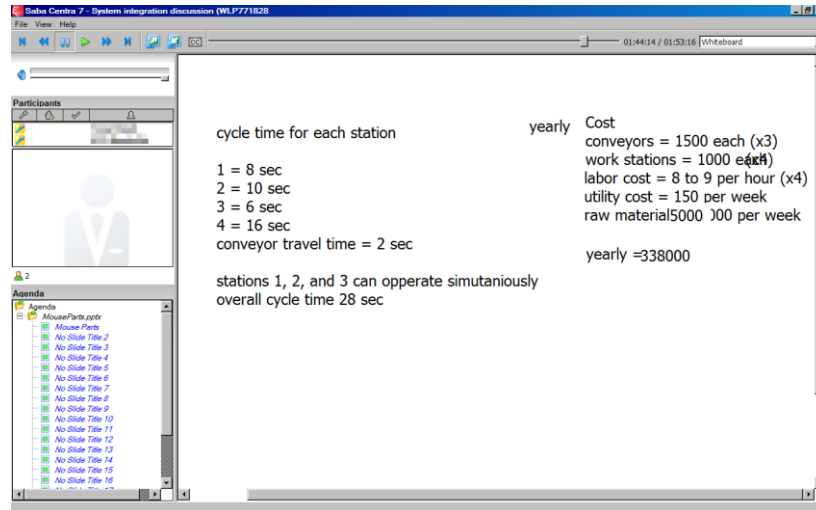 Saba Centra 7 - System integration discussion (WLP771828
File View Help
CC
01:44:14 / 01:53:16 Whiteboard
Participants
2
Agenda
Agenda
MouseParts.pptx
Mouse Parts
No Slide Title 2
No Slide Title 3
No Slide Title 4
No Slide Title 5
No Slide Title 6
No Slide Title 7
No Slide Title 8
No Slide Title 9
No Slide Title 10
No Slide Title 11
No Slide Title 12
No Slide Title 13
No Slide Title 14
No Slide Title 15
No Slide Title 16
cycle time for each station
1 = 8 sec
2 = 10 sec
3 = 6 sec
4 = 16 sec
conveyor travel time = 2 sec
stations 1, 2, and 3 can opperate simutaniously
overall cycle time 28 sec
yearly
Cost
conveyors = 1500 each (x3)
work stations = 1000 each (x4)
labor cost = 8 to 9 per hour (x4)
utility cost = 150 per week
raw material 5000 per week
yearly =338000